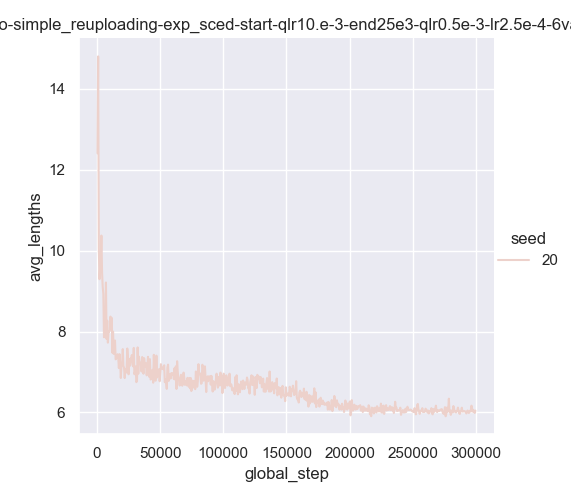 o-simple_reuploading-exp_sced-start-qlr10.e-3-end25e3-qlr0.5e-3-lr2.5e-4-6va
14
12
10
8
6
avg_lengths
0 50000 100000 150000 200000 250000 300000
global_step
seed
20